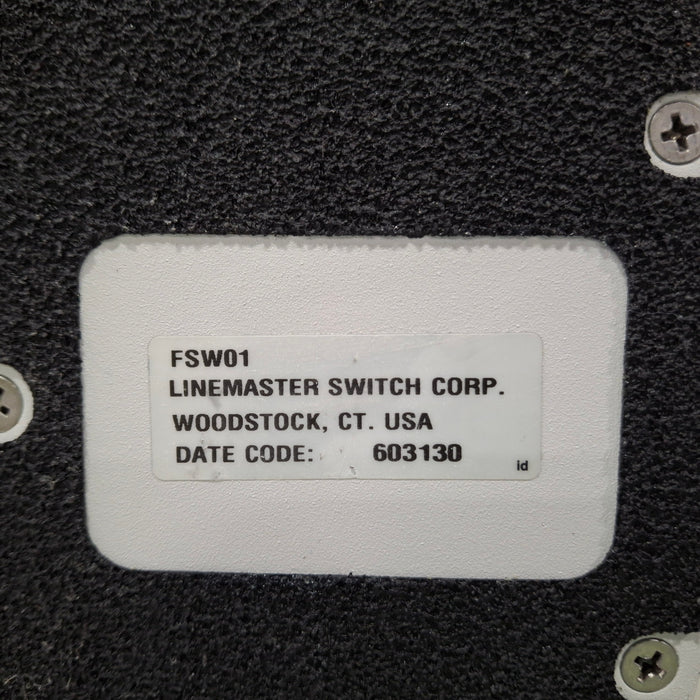 FSW01
LINEMASTER SWITCH CORP.
WOODSTOCK, CT. USA
DATE CODE: 603130
id